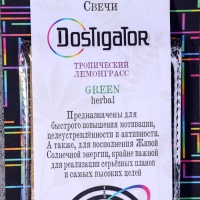 Свечи
DOSTIGATOR
ТРОПИЧЕСКИЙ
ЛЕМОНГРАСС
GREEN
herbal
Предназначены для
быстрого повышения мотивации,
целеустремлённости и активности.
А также, для восполнения Живой
Солнечной энергии, крайне важной
для реализации серьёзных планов
и самых высоких целей